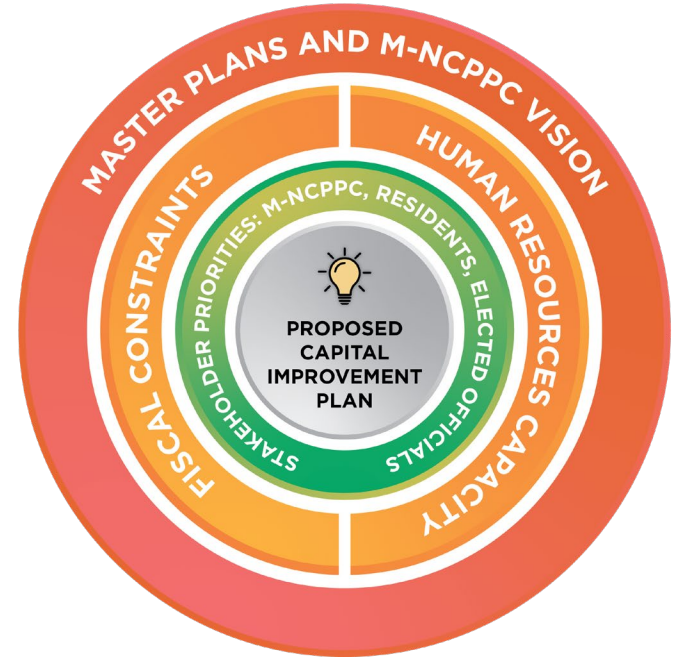 MASTER PLANS AND M-NCPPC VISION
FISCAL CONSTRAINTS
HUMAN RESOURCES CAPACITY
STAKEHOLDER PRIORITIES: M-NCPPC, RESIDENTS, ELECTED OFFICIALS
PROPOSED
CAPITAL
IMPROVEMENT
PLAN